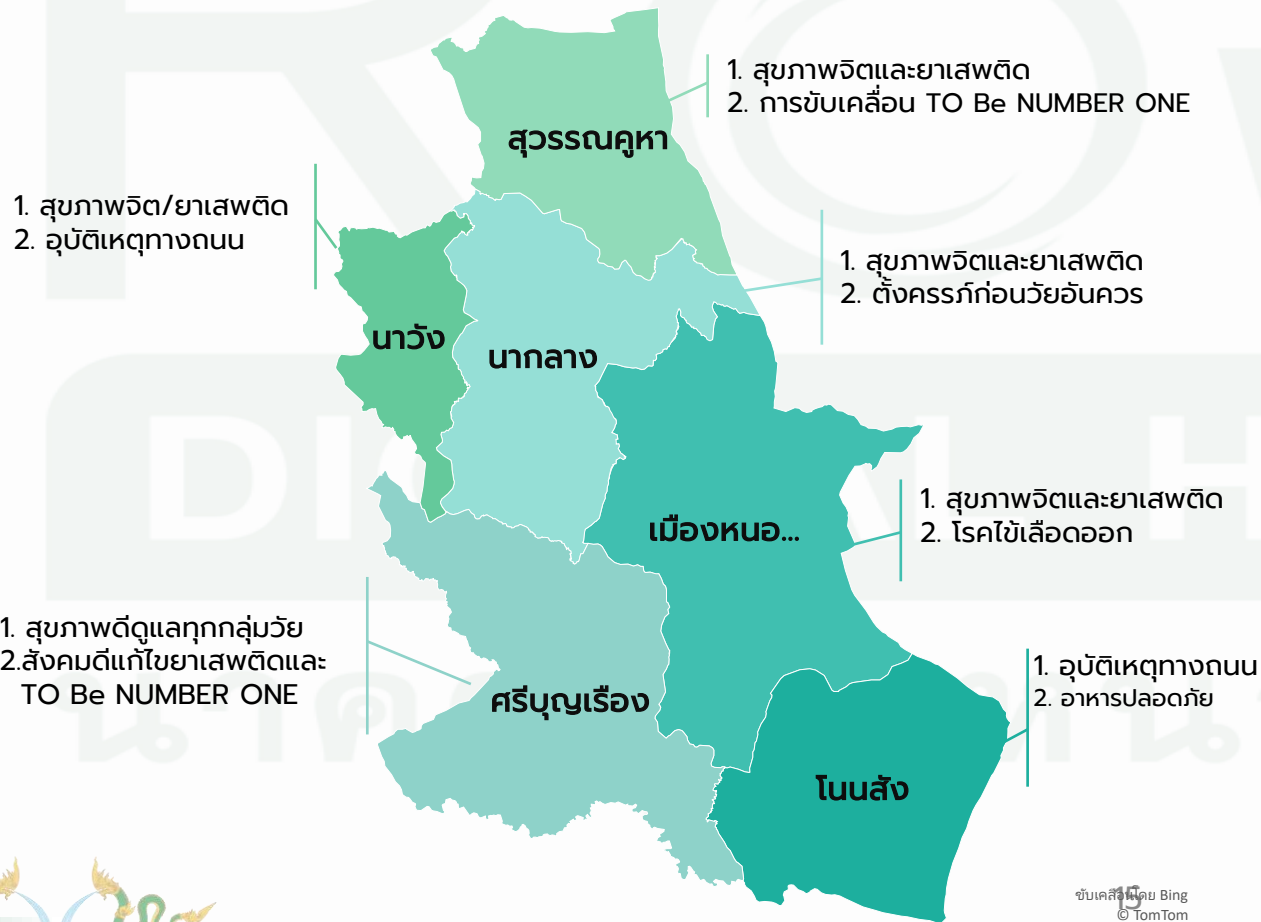 1. สุขภาพจิตและยาเสพติด
2. การขับเคลื่อน TO Be NUMBER ONE
สุวรรณคูหา
1. สุขภาพจิต/ยาเสพติด
2. อุบัติเหตุทางถนน
1. สุขภาพจิตและยาเสพติด
2. ตั้งครรภ์ก่อนวัยอันควร
นาวัง
นากลาง
1. สุขภาพจิตและยาเสพติด
2. โรคไข้เลือดออก
เมืองหนอ...
1. สุขภาพดีดูแลทุกกลุ่มวัย
2.สังคมดีแก้ไขยาเสพติดและ
TO Be NUMBER ONE
ศรีบุญเรือง
1. อุบัติเหตุทางถนน
2. อาหารปลอดภัย
โนนสัง
ขับเคลื่อนโดย Bing
15
© TomTom